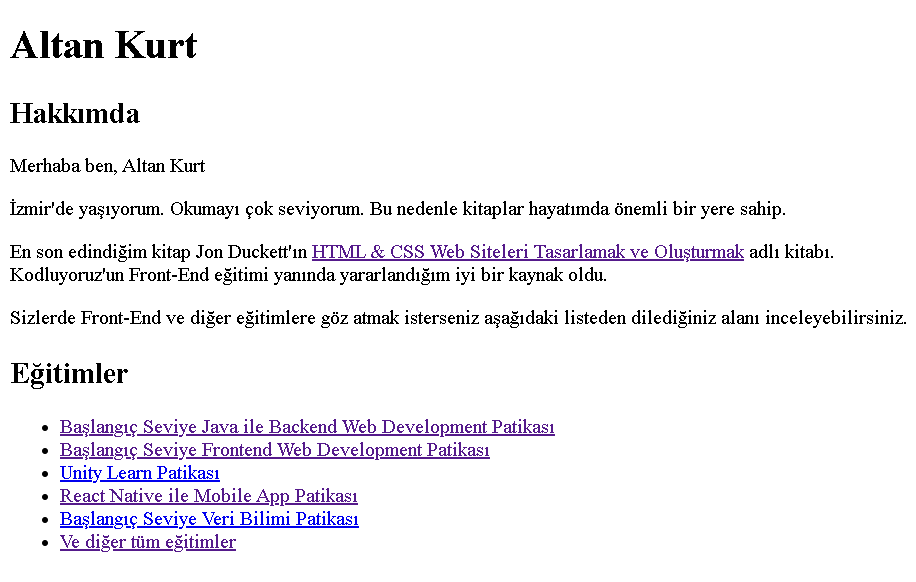 Altan Kurt
Hakkımda
Merhaba ben, Altan Kurt
İzmir'de yaşıyorum. Okumayı çok seviyorum. Bu nedenle kitaplar hayatımda önemli bir yere sahip.
En son edindiğim kitap Jon Duckett'ın HTML & CSS Web Siteleri Tasarlamak ve Oluşturmak adlı kitabı.
Kodluyoruz'un Front-End eğitimi yanında yararlandığım iyi bir kaynak oldu.
Sizlerde Front-End ve diğer eğitimlere göz atmak isterseniz aşağıdaki listeden dilediğiniz alanı inceleyebilirsiniz.
Eğitimler
• Başlangıç Seviye Java ile Backend Web Development Patikası
• Başlangıç Seviye Frontend Web Development Patikası
• Unity Learn Patikası
• React Native ile Mobile App Patikası
• Başlangıç Seviye Veri Bilimi Patikası
• Ve diğer tüm eğitimler